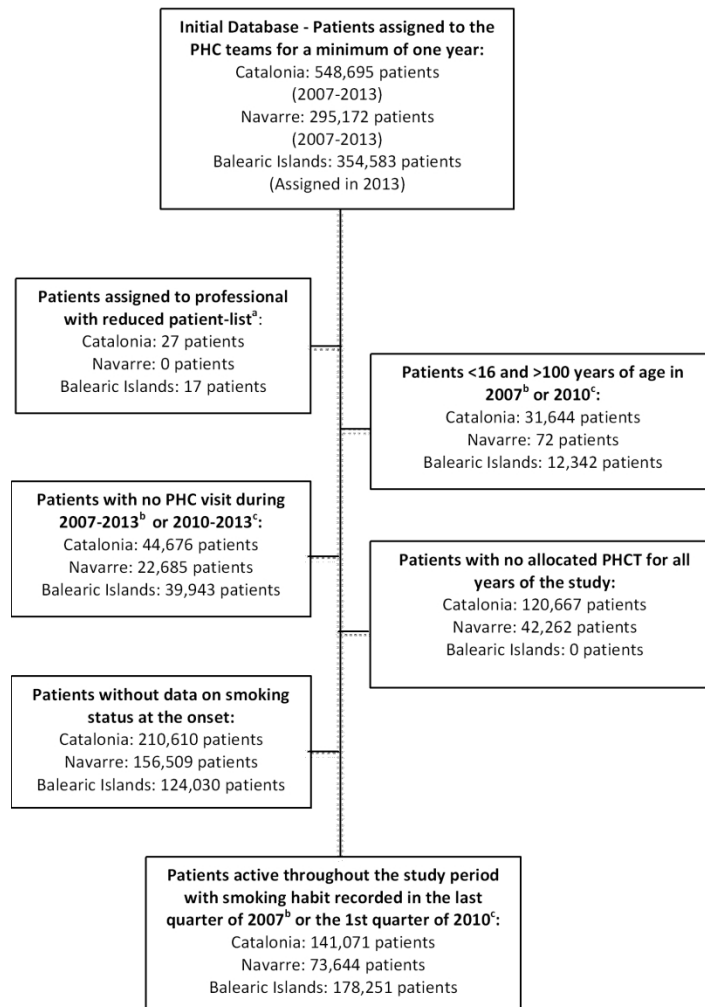 Initial Database - Patients assigned to the
PHC teams for a minimum of one year:
Catalonia: 548,695 patients
(2007-2013)
Navarre: 295,172 patients
(2007-2013)
Balearic Islands: 354,583 patients
(Assigned in 2013)
Patients assigned to professional
with reduced patient-listᵃ:
Catalonia: 27 patients
Navarre: 0 patients
Balearic Islands: 17 patients
Patients <16 and >100 years of age in
2007ᵇ or 2010ᶜ:
Catalonia: 31,644 patients
Navarre: 72 patients
Balearic Islands: 12,342 patients
Patients with no PHC visit during
2007-2013ᵇ or 2010-2013ᶜ:
Catalonia: 44,676 patients
Navarre: 22,685 patients
Balearic Islands: 39,943 patients
Patients with no allocated PHCT for all
years of the study:
Catalonia: 120,667 patients
Navarre: 42,262 patients
Balearic Islands: 0 patients
Patients without data on smoking
status at the onset:
Catalonia: 210,610 patients
Navarre: 156,509 patients
Balearic Islands: 124,030 patients
Patients active throughout the study period
with smoking habit recorded in the last
quarter of 2007ᵇ or the 1st quarter of 2010ᶜ:
Catalonia: 141,071 patients
Navarre: 73,644 patients
Balearic Islands: 178,251 patients